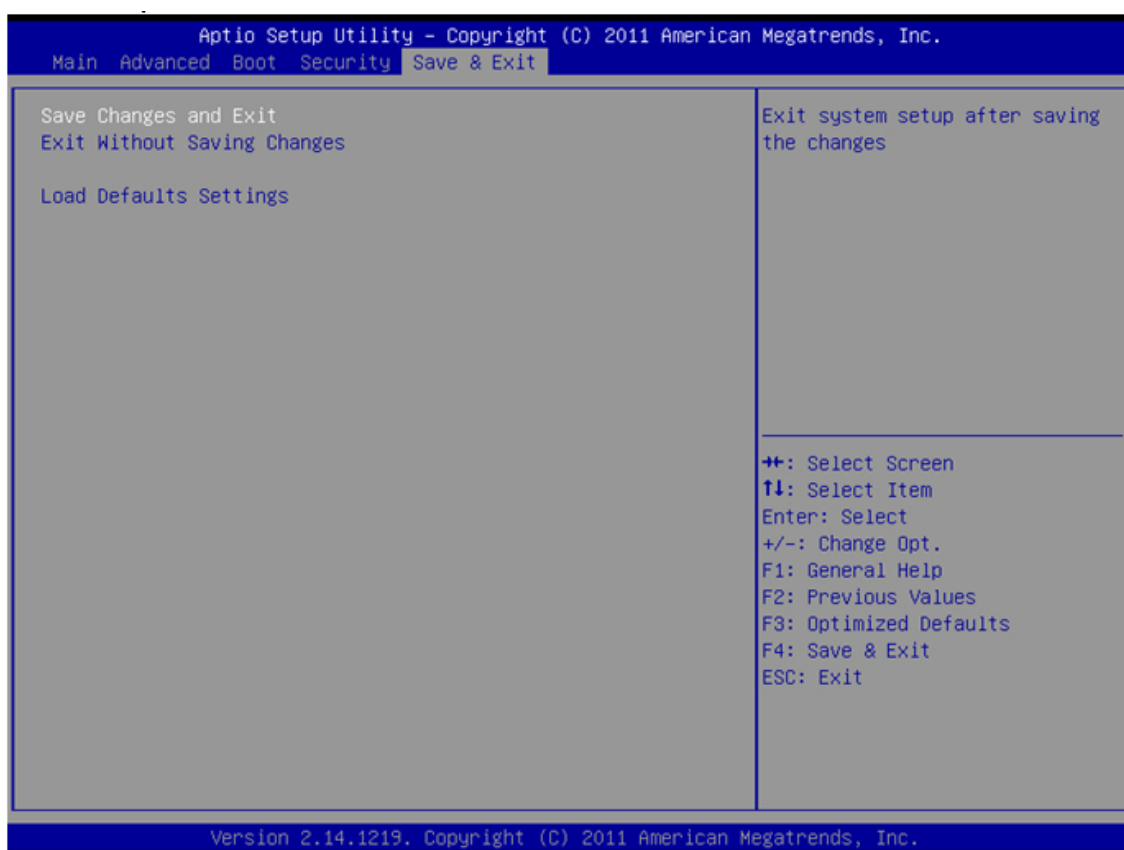 Aptio Setup Utility – Copyright (C) 2011 American Megatrends, Inc.
Main Advanced Boot Security Save & Exit
Save Changes and Exit
Exit Without Saving Changes
Load Defaults Settings
Exit system setup after saving
the changes
→←: Select Screen
↑↓: Select Item
Enter: Select
+/-: Change Opt.
F1: General Help
F2: Previous Values
F3: Optimized Defaults
F4: Save & Exit
ESC: Exit
Version 2.14.1219. Copyright (C) 2011 American Megatrends, Inc.